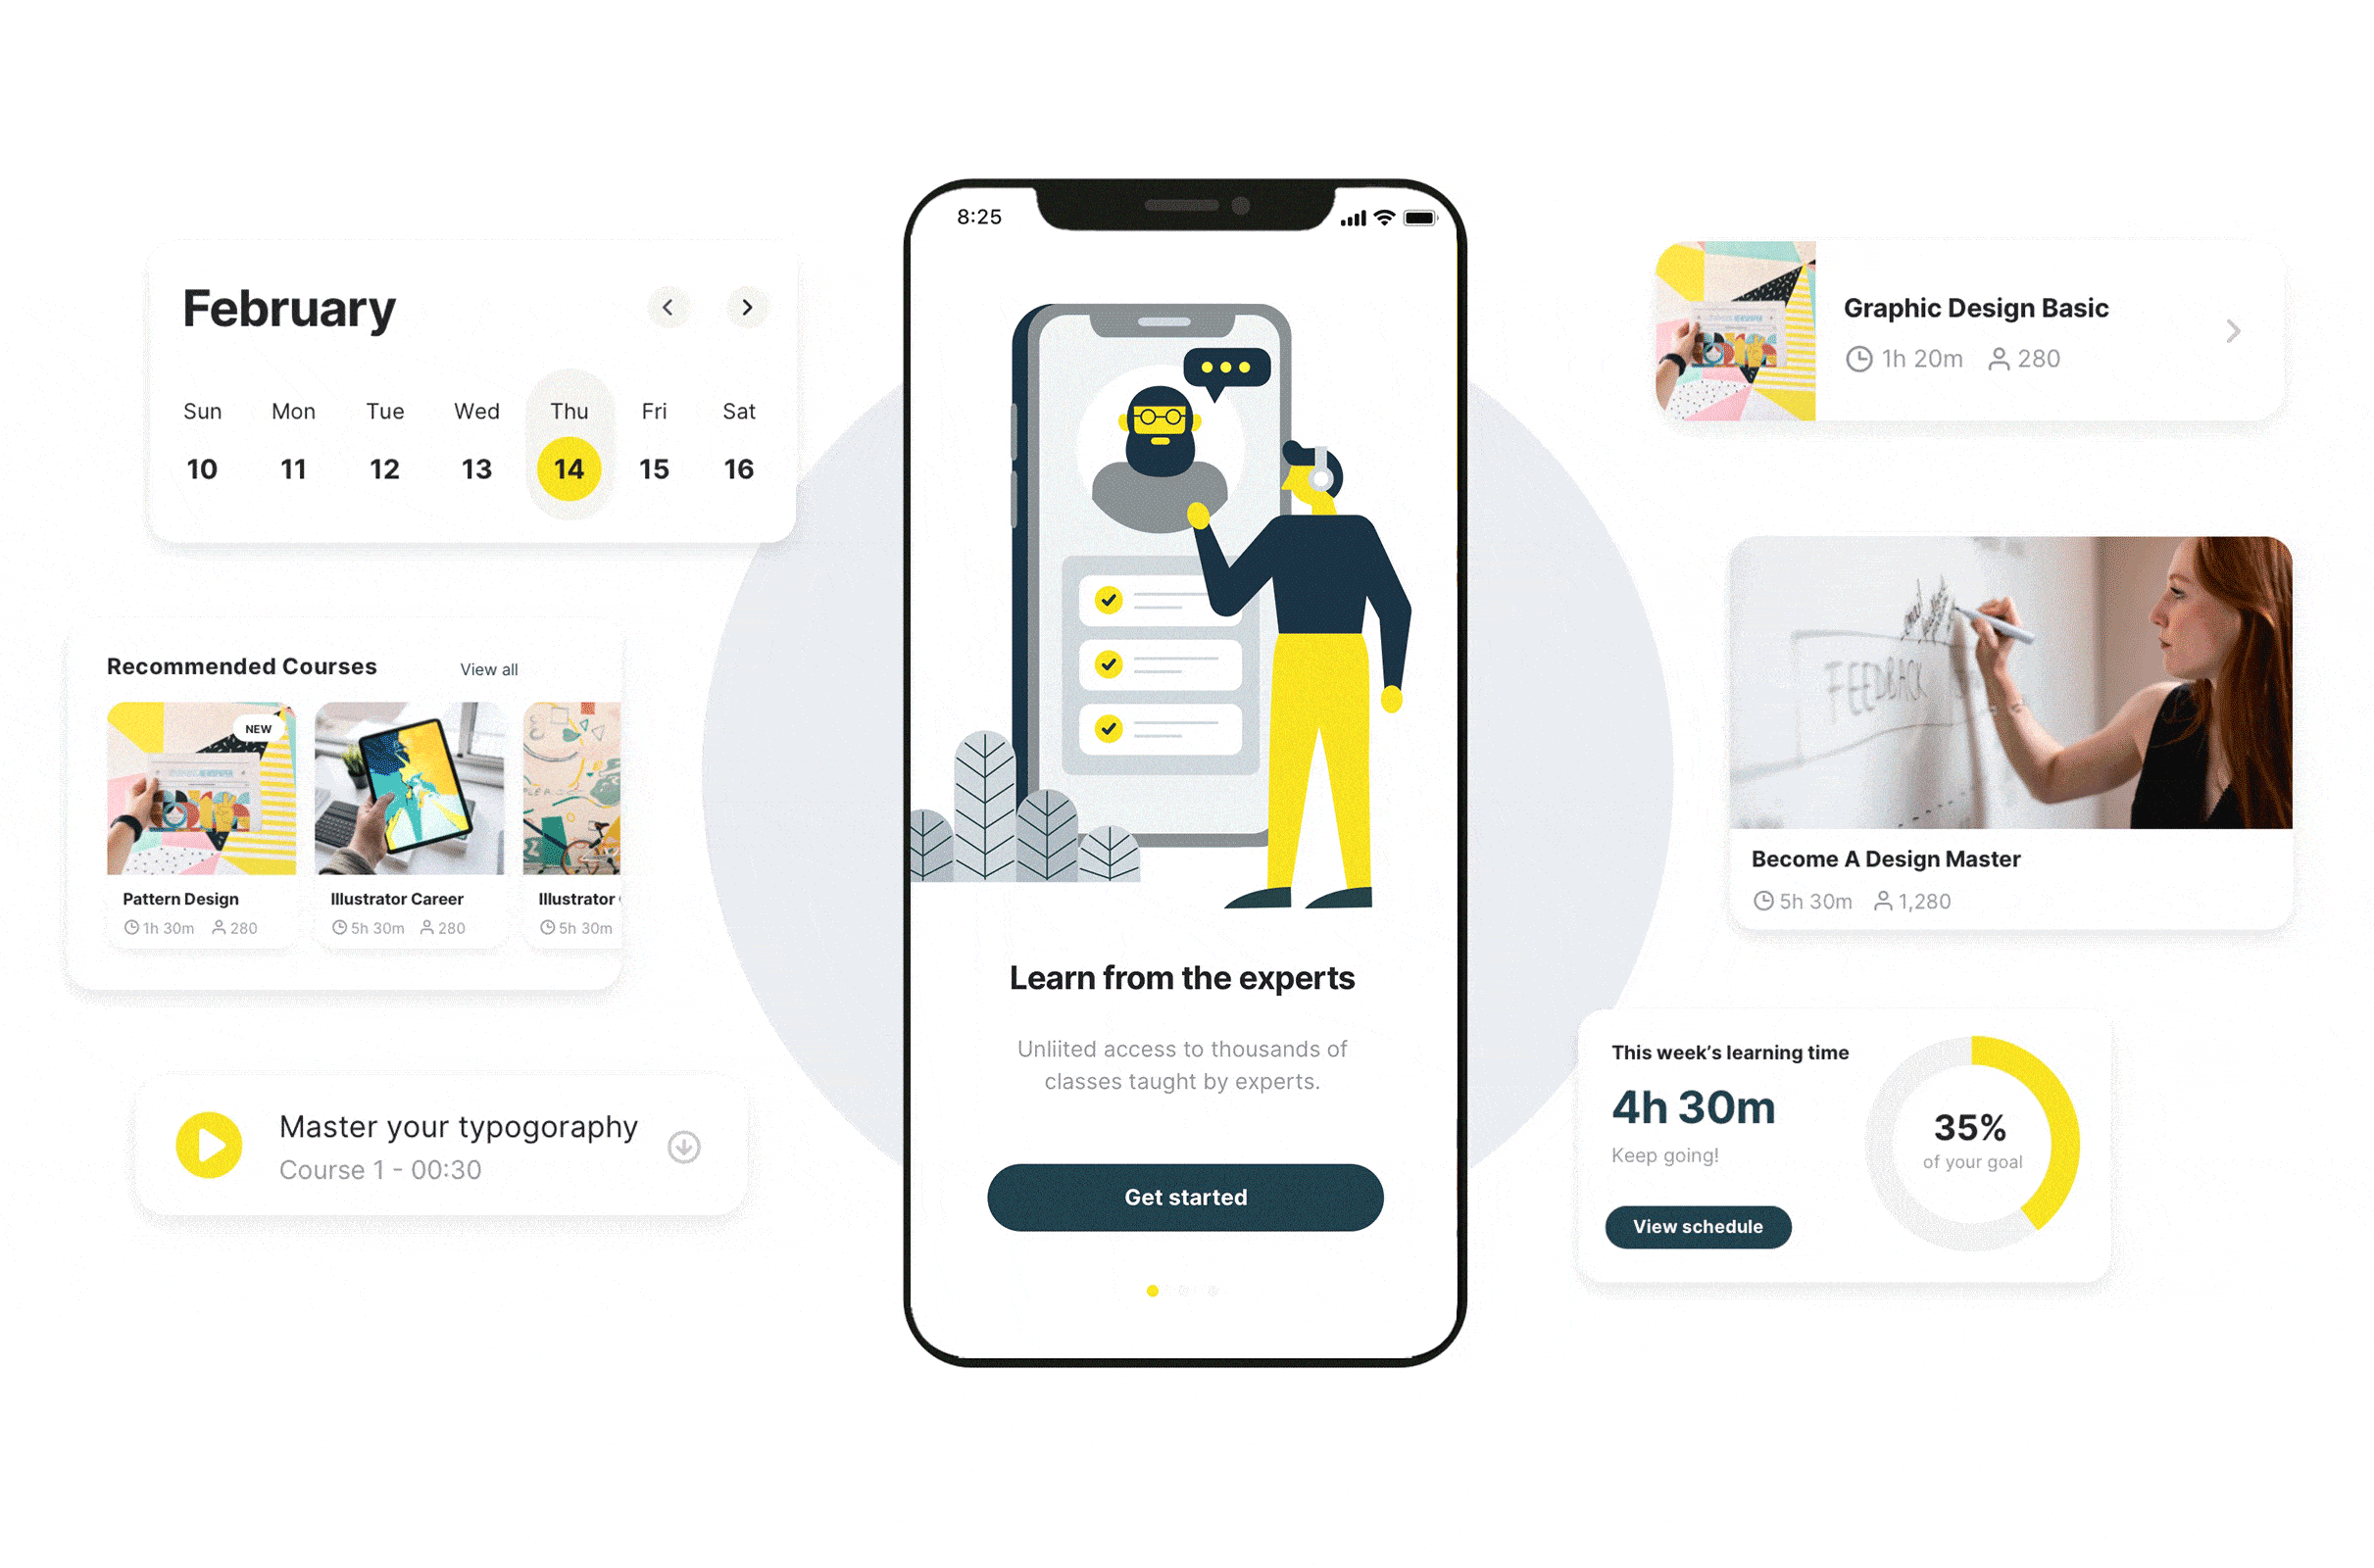 February
Sun Mon Tue Wed Thu Fri Sat
10 11 12 13 14 15 16
Recommended Courses View all
NEW
Pattern Design
1h 30m 280
Illustrator Career
5h 30m 280
Illustrator
5h 30m
Master your typogoraphy
Course 1 - 00:30
8:25
Learn from the experts
Unliited access to thousands of
classes taught by experts.
Get started
Graphic Design Basic
1h 20m 280
FEEDBACK
Become A Design Master
5h 30m 1,280
This week's learning time
4h 30m
Keep going!
View schedule
35%
of your goal